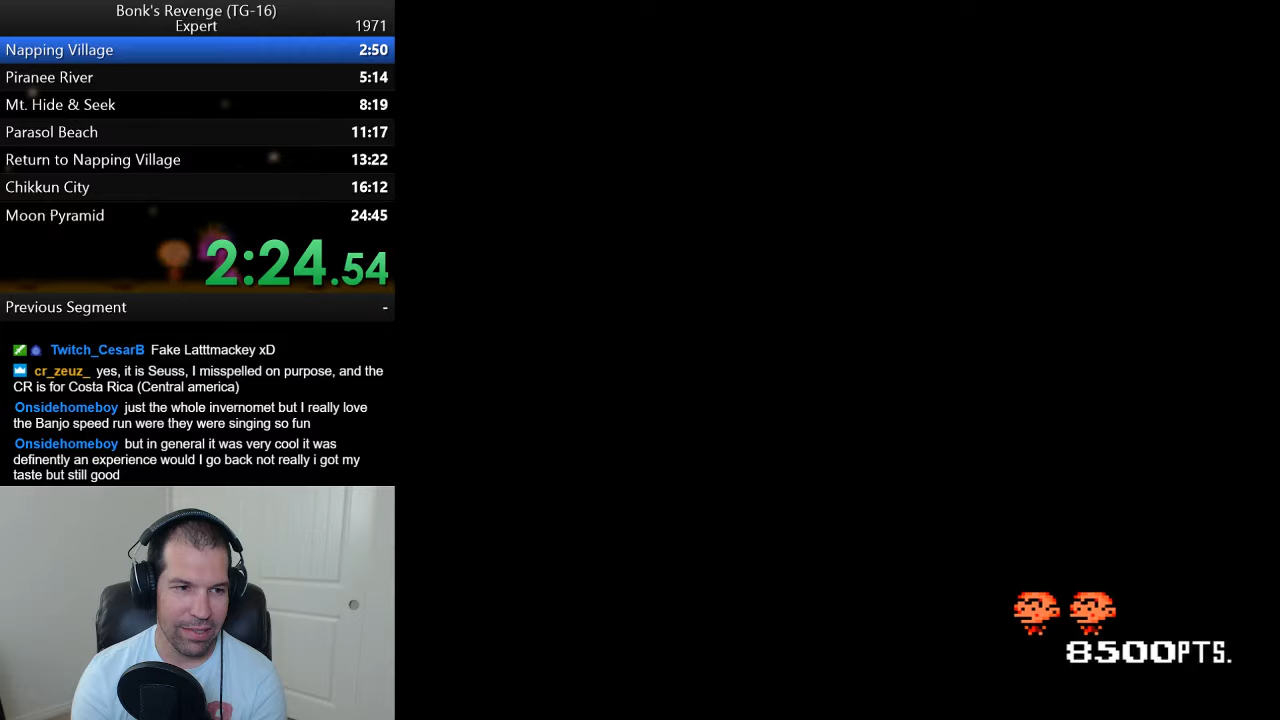 Bonk's Revenge (TG-16)
Expert 1971
Napping Village 2:50
Piranee River 5:14
Mt. Hide & Seek 8:19
Parasol Beach 11:17
Return to Napping Village 13:22
Chikkun City 16:12
Moon Pyramid 24:45
2:24.54
Previous Segment -
Twitch_CesarB Fake Latttmackey xD
cr_zeuz_ yes, it is Seuss, I misspelled on purpose, and the
CR is for Costa Rica (Central america)
Onsidehomeboy just the whole invernomet but I really love
the Banjo speed run were they were singing so fun
Onsidehomeboy but in general it was very cool it was
definently an experience would I go back not really i got my
taste but still good
8500PTS.